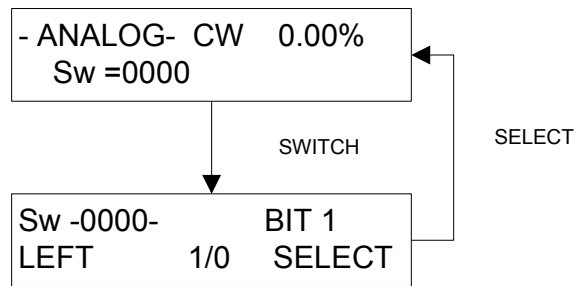 - ANALOG- CW 0.00%
Sw =0000
SWITCH
SELECT
Sw -0000- BIT 1
LEFT 1/0 SELECT